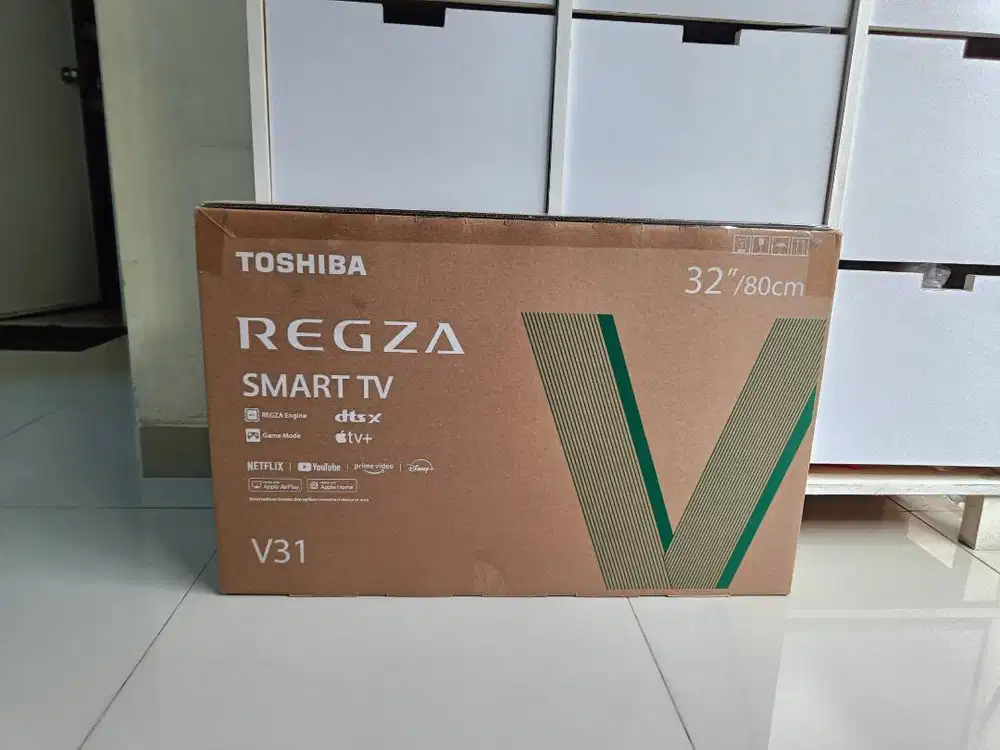 TOSHIBA
32"/80cm
REGZA
SMART TV
REGZA Engine
dts X
Game Mode
tv+
NETFLIX | YouTube | prime video | Disney+
Apple AirPlay
Apple Home
V31
V